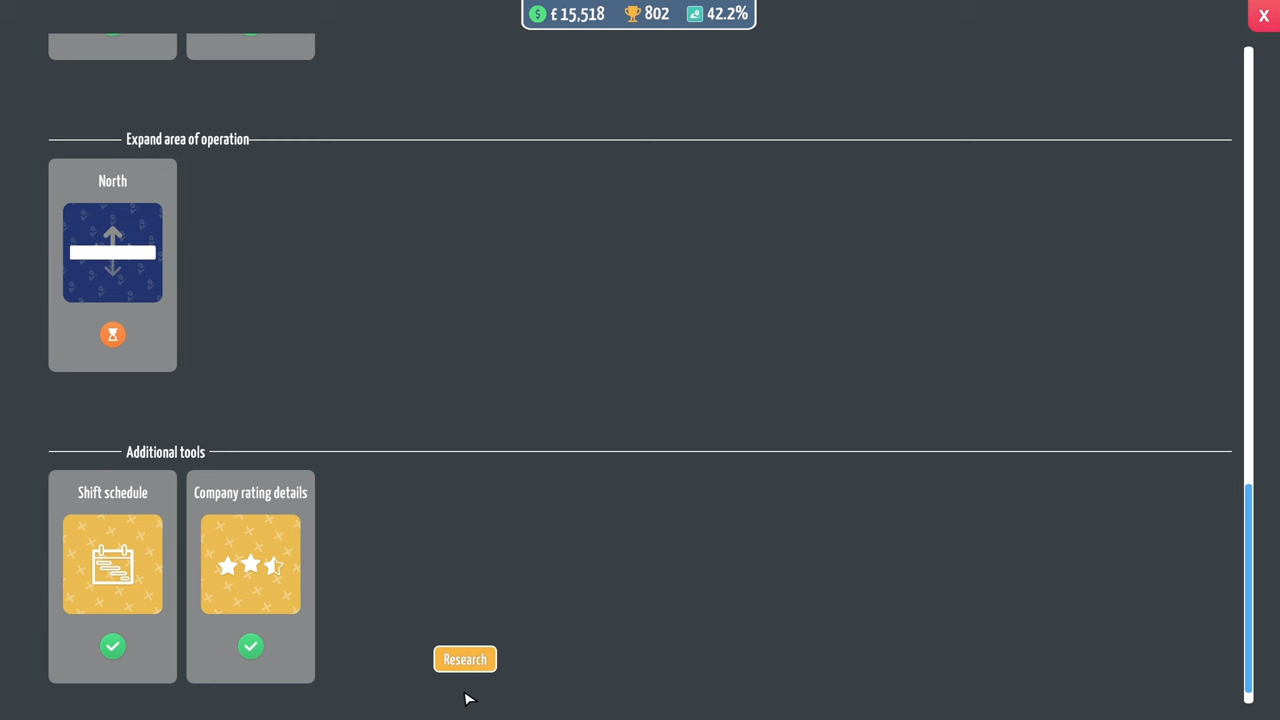 £ 15,518 802 42.2%
X
Expand area of operation
North
Additional tools
Shift schedule
Company rating details
Research